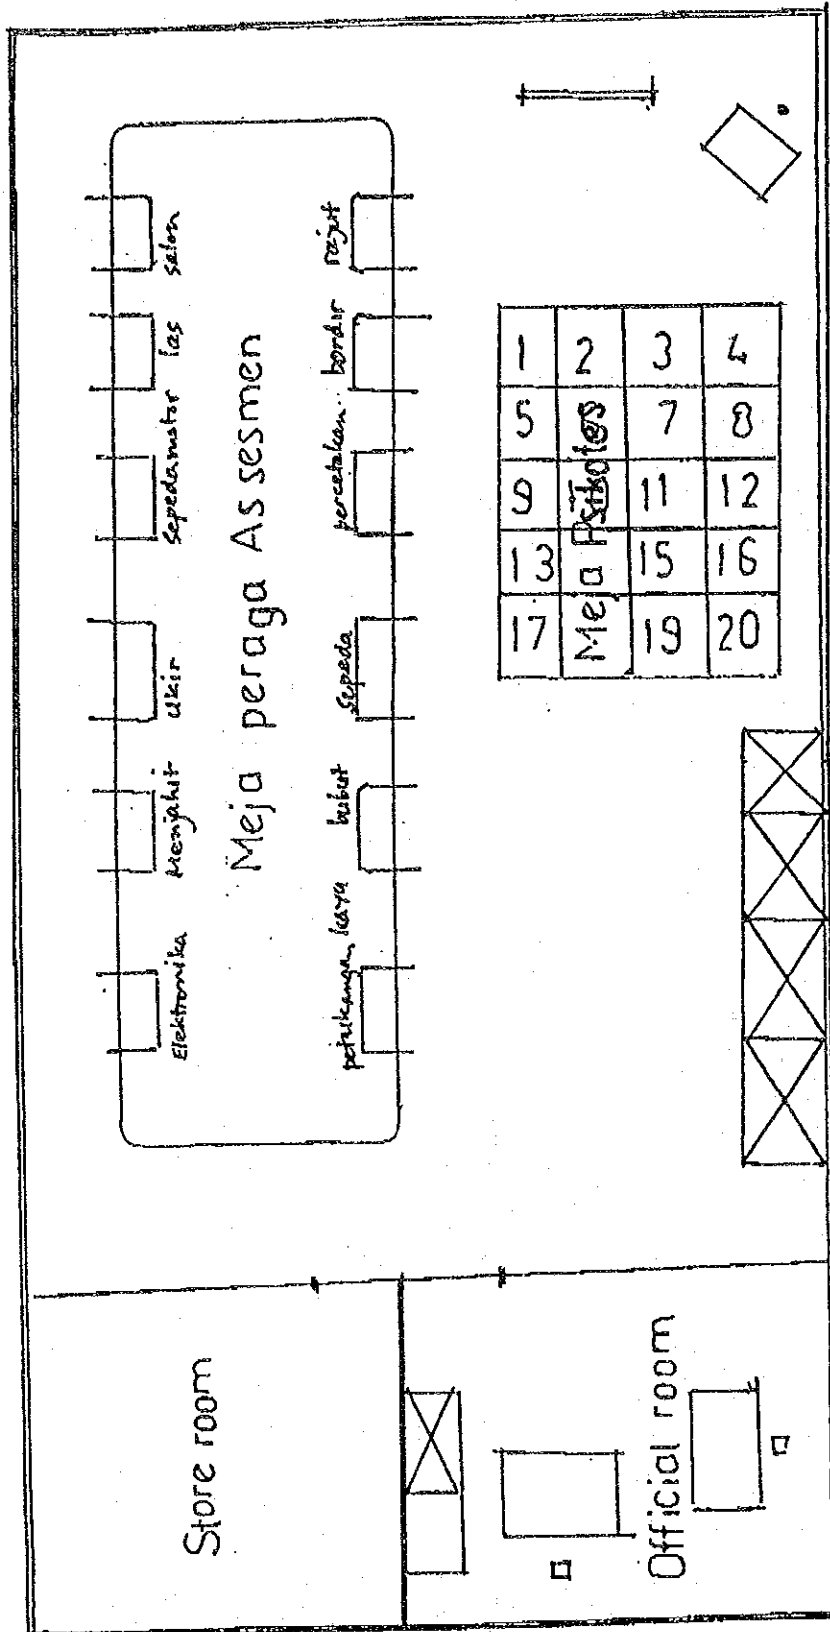 salon
las
Sepedamotor
Ukir
Menjahit
Elektronika
Meja peraga Assesmen
rajut
bordir
percetakan
Sepeda
bubut
pertukangan kayu
1 2 3 4
5 7 8
9 11 12
13 15 16
17 19 20
Meja Psikotes
Store room
Official room